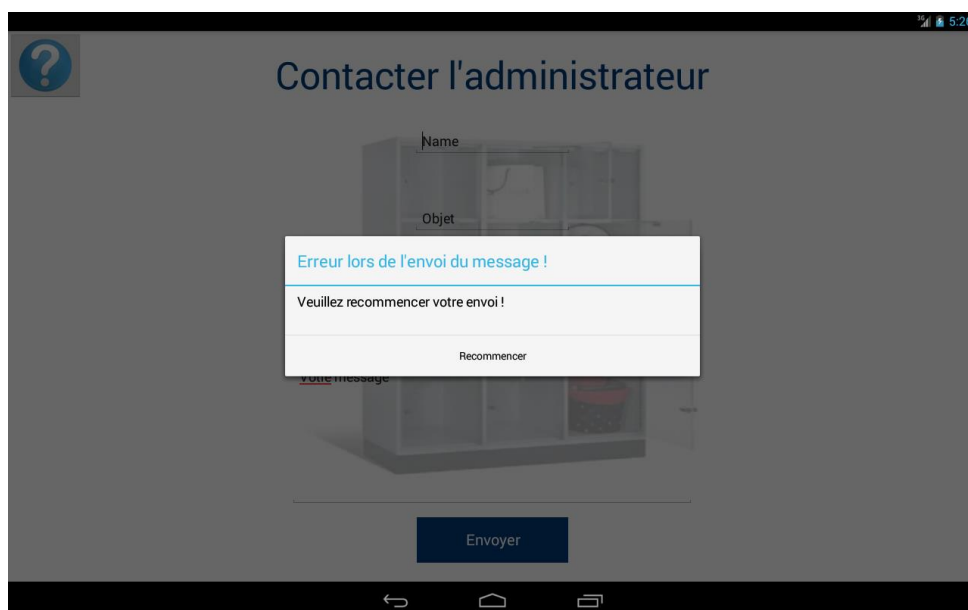 3G
5:26
?
Contacter l'administrateur
Name
Objet
Erreur lors de l'envoi du message !
Veuillez recommencer votre envoi !
Recommencer
Votre message
Envoyer